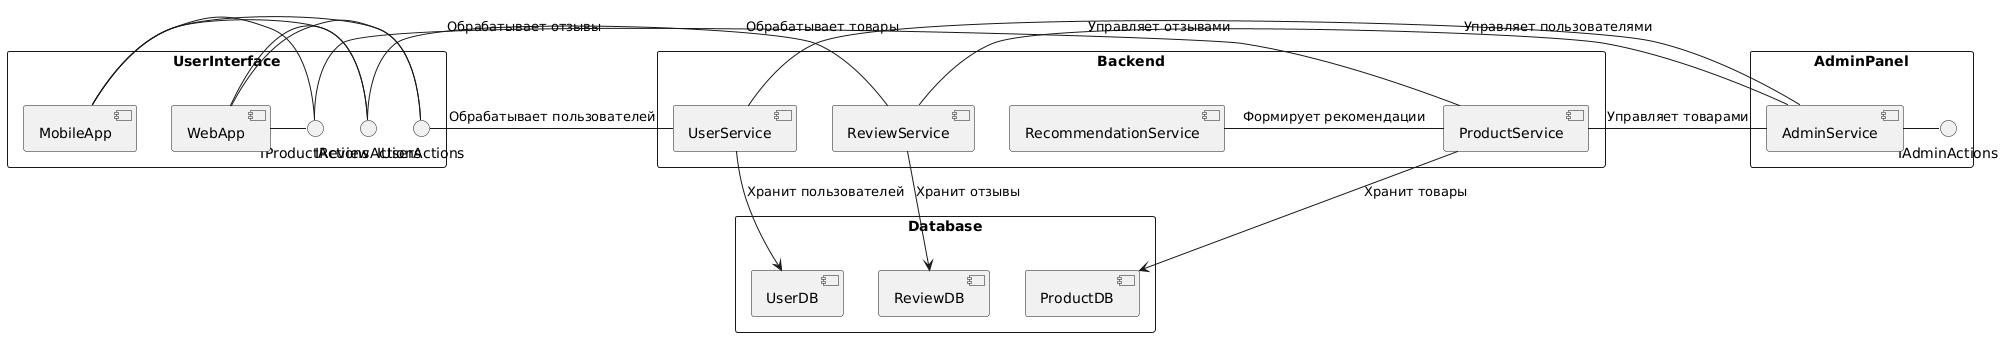 Обрабатывает отзывы
Обрабатывает товары
Управляет отзывами
Управляет пользователями
UserInterface
Backend
AdminPanel
MobileApp
WebApp
Обрабатывает пользователей
UserService
ReviewService
RecommendationService
Формирует рекомендации
ProductService
Управляет товарами
AdminService
IProductActions
IReviewActions
IUserActions
IAdminActions
Хранит пользователей
Хранит отзывы
Хранит товары
Database
UserDB
ReviewDB
ProductDB